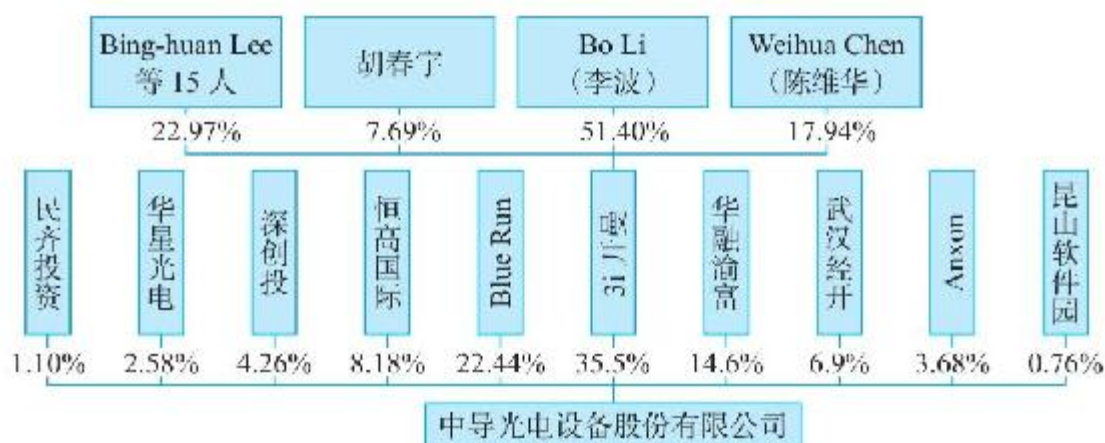 Bing-huan Lee
等 15 人
胡春宇
Bo Li
（李波）
Weihua Chen
（陈维华）
22.97%
7.69%
51.40%
17.94%
民齐投资
华星光电
深创投
恒高国际
Blue Run
3i 开曼
华融渝富
武汉经开
Anxon
昆山软件园
1.10%
2.58%
4.26%
8.18%
22.44%
35.5%
14.6%
6.9%
3.68%
0.76%
中导光电设备股份有限公司